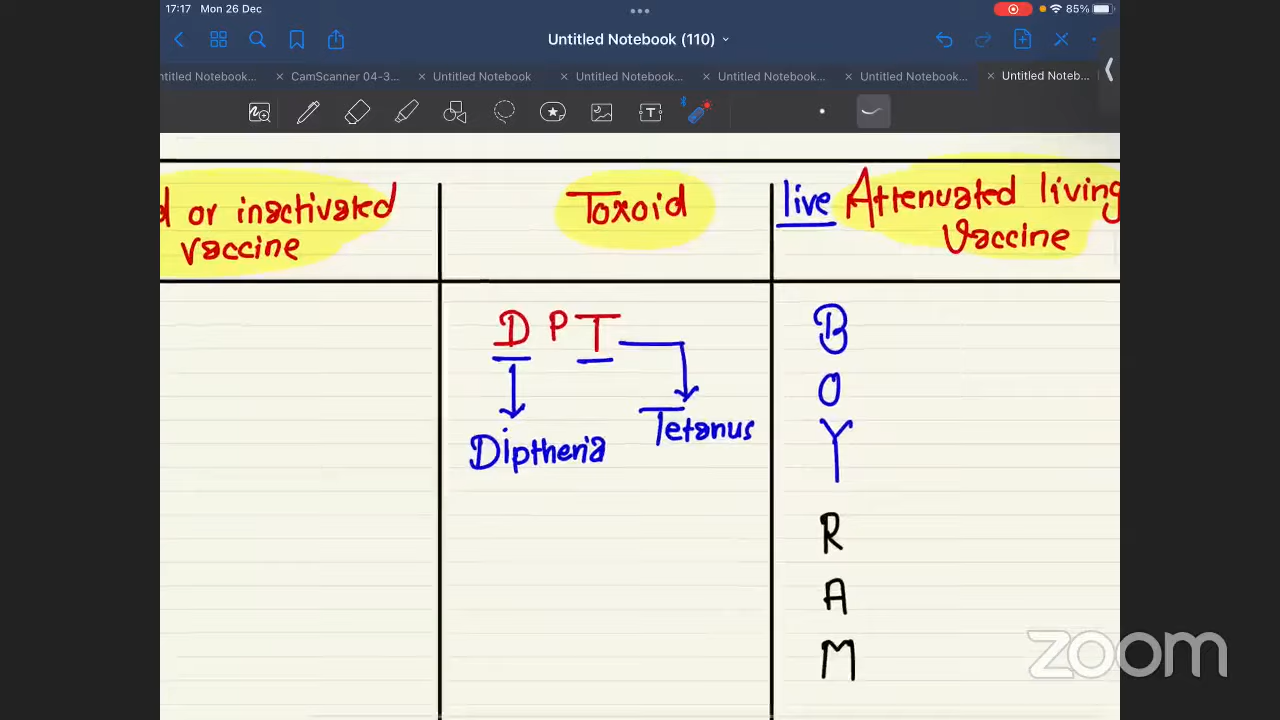 17:17 Mon 26 Dec
85%
Untitled Notebook (110)
ntitled Notebook...
CamScanner 04-3...
Untitled Notebook
Untitled Notebook...
Untitled Notebook...
Untitled Notebook...
Untitled Noteb...
d or inactivated
vaccine
Toxoid
live Attenuated living
Vaccine
D P T
Diptheria
Tetanus
B
O
Y
R
A
M
zoom